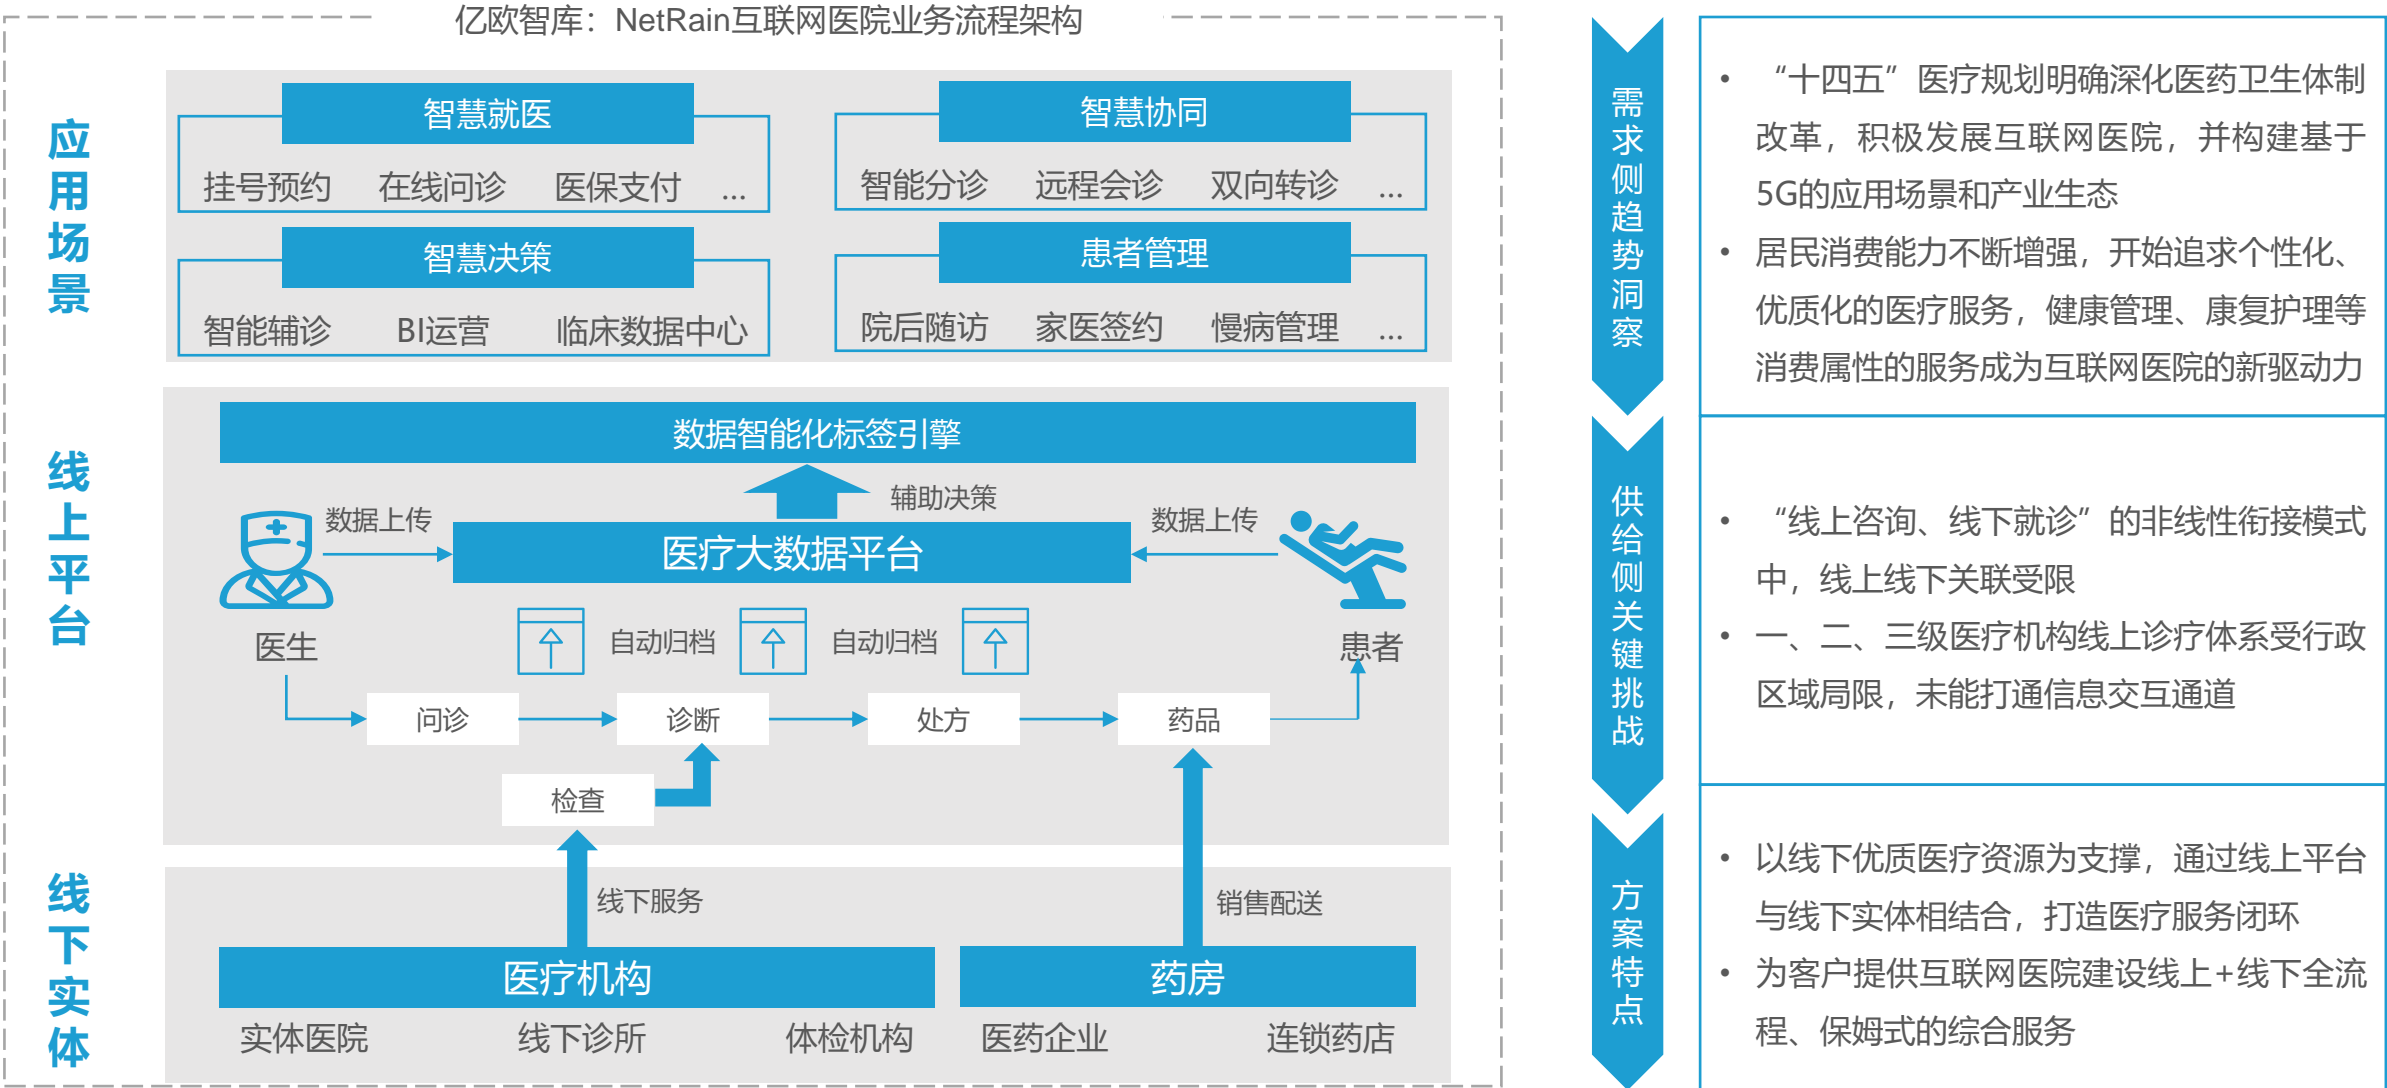 亿欧智库：NetRain互联网医院业务流程架构
应用场景
智慧就医
挂号预约 在线问诊 医保支付 ...
智慧协同
智能分诊 远程会诊 双向转诊 ...
智慧决策
智能辅诊 BI运营 临床数据中心
患者管理
院后随访 家医签约 慢病管理 ...
线上平台
数据智能化标签引擎
辅助决策
数据上传
医疗大数据平台
数据上传
医生
自动归档
自动归档
患者
问诊
诊断
处方
药品
检查
线下实体
线下服务
销售配送
医疗机构
药房
实体医院 线下诊所 体检机构
医药企业 连锁药店
需求侧趋势洞察
• “十四五”医疗规划明确深化医药卫生体制
改革，积极发展互联网医院，并构建基于
5G的应用场景和产业生态
• 居民消费能力不断增强，开始追求个性化、
优质化的医疗服务，健康管理、康复护理等
消费属性的服务成为互联网医院的新驱动力
供给侧关键挑战
• “线上咨询、线下就诊”的非线性衔接模式
中，线上线下关联受限
• 一、二、三级医疗机构线上诊疗体系受行政
区域局限，未能打通信息交互通道
方案特点
• 以线下优质医疗资源为支撑，通过线上平台
与线下实体相结合，打造医疗服务闭环
• 为客户提供互联网医院建设线上+线下全流
程、保姆式的综合服务